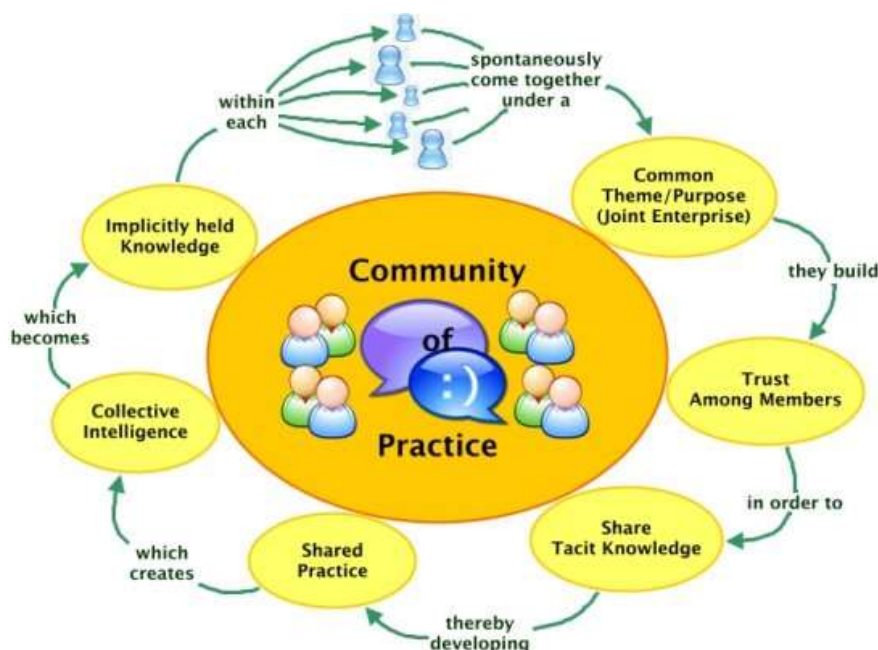 within
each
spontaneously
come together
under a
Common
Theme/Purpose
(Joint Enterprise)
they build
Trust
Among Members
in order to
Share
Tacit Knowledge
thereby
developing
Shared
Practice
which
creates
Collective
Intelligence
which
becomes
Implicitly held
Knowledge
Community
of
:)
Practice